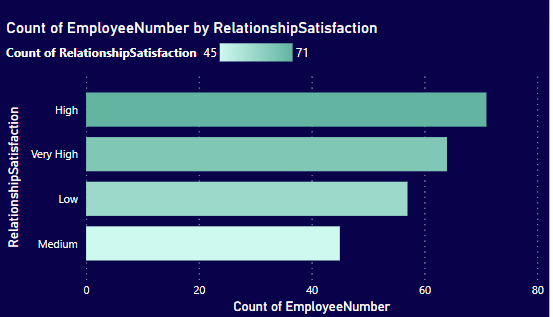 Count of EmployeeNumber by RelationshipSatisfaction
Count of RelationshipSatisfaction 45 71
RelationshipSatisfaction
High
Very High
Low
Medium
0 20 40 60 80
Count of EmployeeNumber